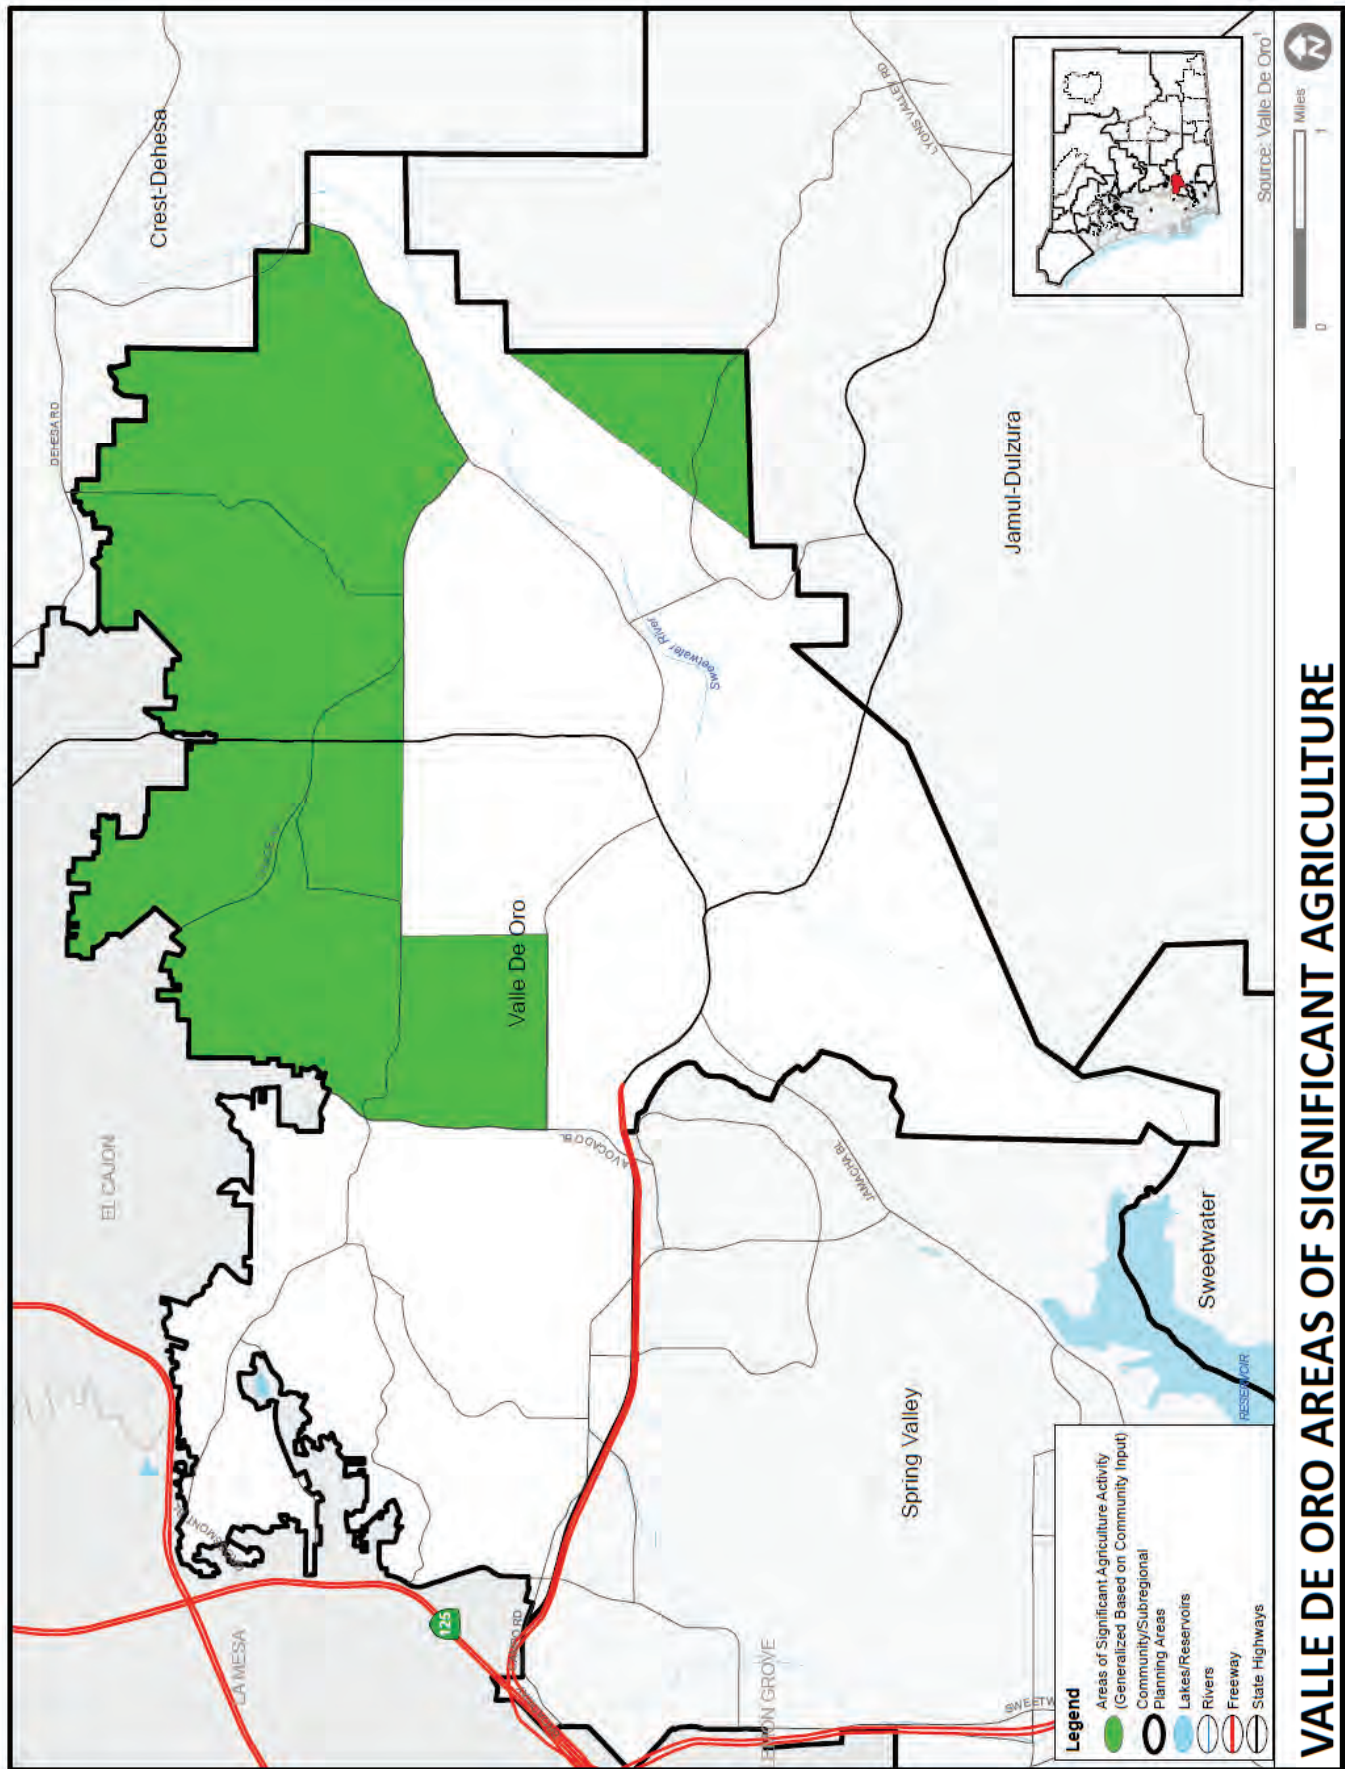 Crest-Dehesa
DEHESA RD
LYONS VALLEY RD
EL CAJON
Valle De Oro
Sweetwater River
Jamul-Dulzura
AVOCADO BL
JAMACHA BL
LA MESA
125
Spring Valley
Sweetwater
RESERVOIR
SWEETW
Legend
Areas of Significant Agriculture Activity
(Generalized Based on Community Input)
Community/Subregional
Planning Areas
Lakes/Reservoirs
Rivers
Freeway
State Highways
0
1
Miles
N
Source: Valle De Oro¹
VALLE DE ORO AREAS OF SIGNIFICANT AGRICULTURE